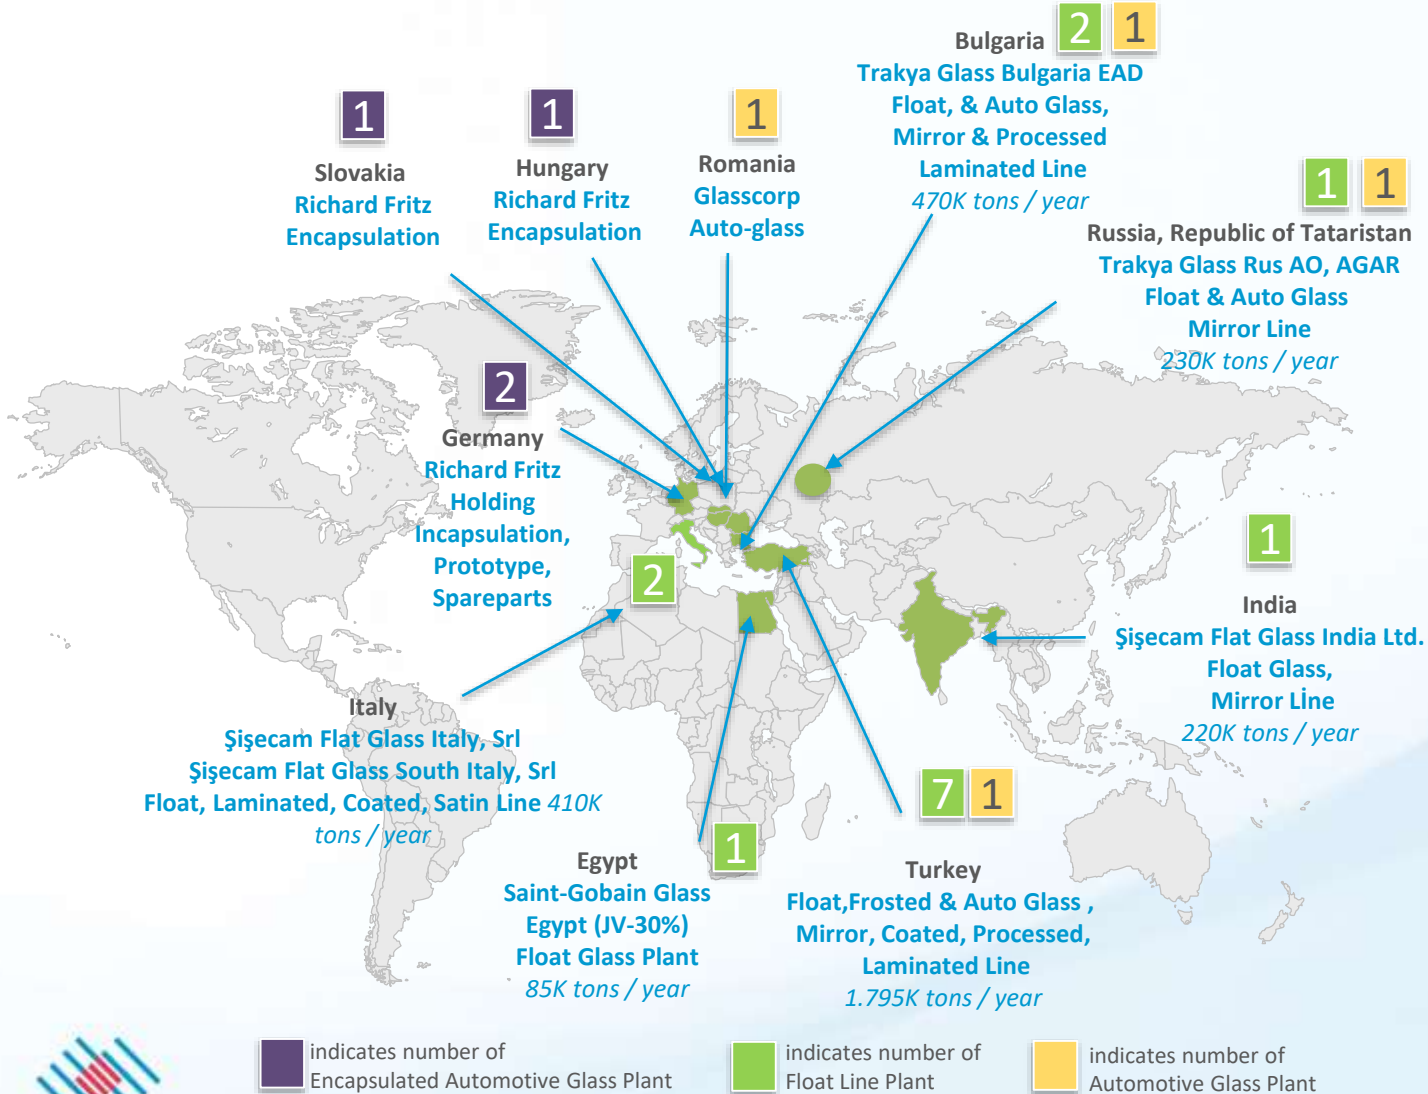 2 1
Bulgaria
Trakya Glass Bulgaria EAD
Float, & Auto Glass,
Mirror & Processed
Laminated Line
470K tons / year
1
Slovakia
Richard Fritz
Encapsulation
1
Hungary
Richard Fritz
Encapsulation
1
Romania
Glasscorp
Auto-glass
1 1
Russia, Republic of Tataristan
Trakya Glass Rus AO, AGAR
Float & Auto Glass
Mirror Line
230K tons / year
2
Germany
Richard Fritz
Holding
Incapsulation,
Prototype,
Spareparts
1
India
Şişecam Flat Glass India Ltd.
Float Glass,
Mirror Lİne
220K tons / year
2
Italy
Şişecam Flat Glass Italy, Srl
Şişecam Flat Glass South Italy, Srl
Float, Laminated, Coated, Satin Line 410K
tons / year
1
Egypt
Saint-Gobain Glass
Egypt (JV-30%)
Float Glass Plant
85K tons / year
7 1
Turkey
Float,Frosted & Auto Glass ,
Mirror, Coated, Processed,
Laminated Line
1.795K tons / year
indicates number of
Encapsulated Automotive Glass Plant
indicates number of
Float Line Plant
indicates number of
Automotive Glass Plant